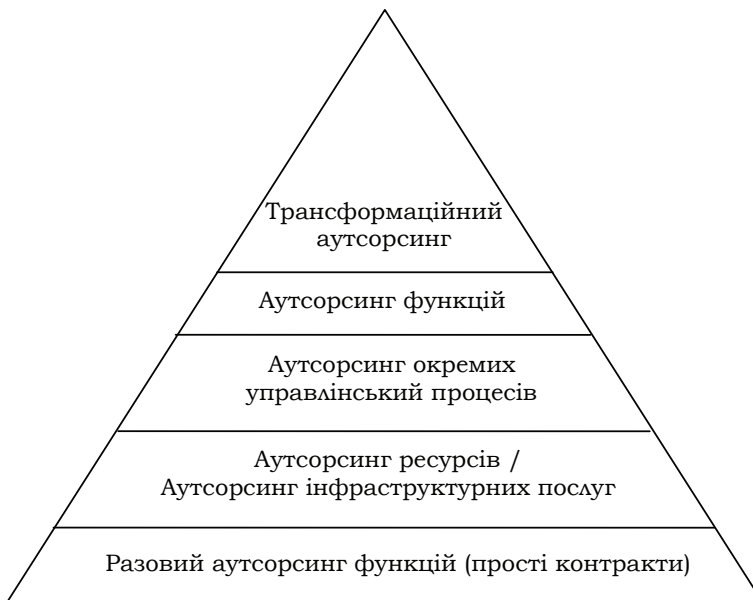 Трансформаційний
аутсорсинг
Аутсорсинг функцій
Аутсорсинг окремих
управлінський процесів
Аутсорсинг ресурсів /
Аутсорсинг інфраструктурних послуг
Разовий аутсорсинг функцій (прості контракти)